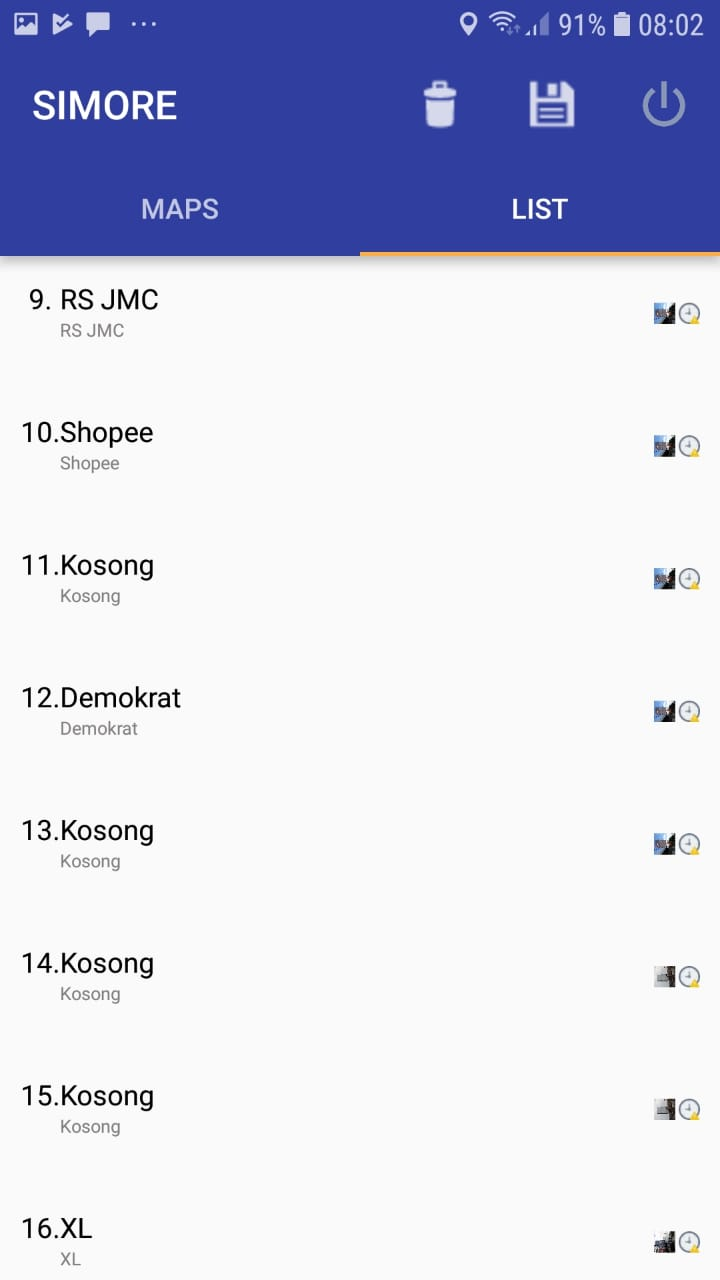 91% 08:02
SIMORE
MAPS LIST
9. RS JMC
RS JMC
10.Shopee
Shopee
11.Kosong
Kosong
12.Demokrat
Demokrat
13.Kosong
Kosong
14.Kosong
Kosong
15.Kosong
Kosong
16.XL
XL